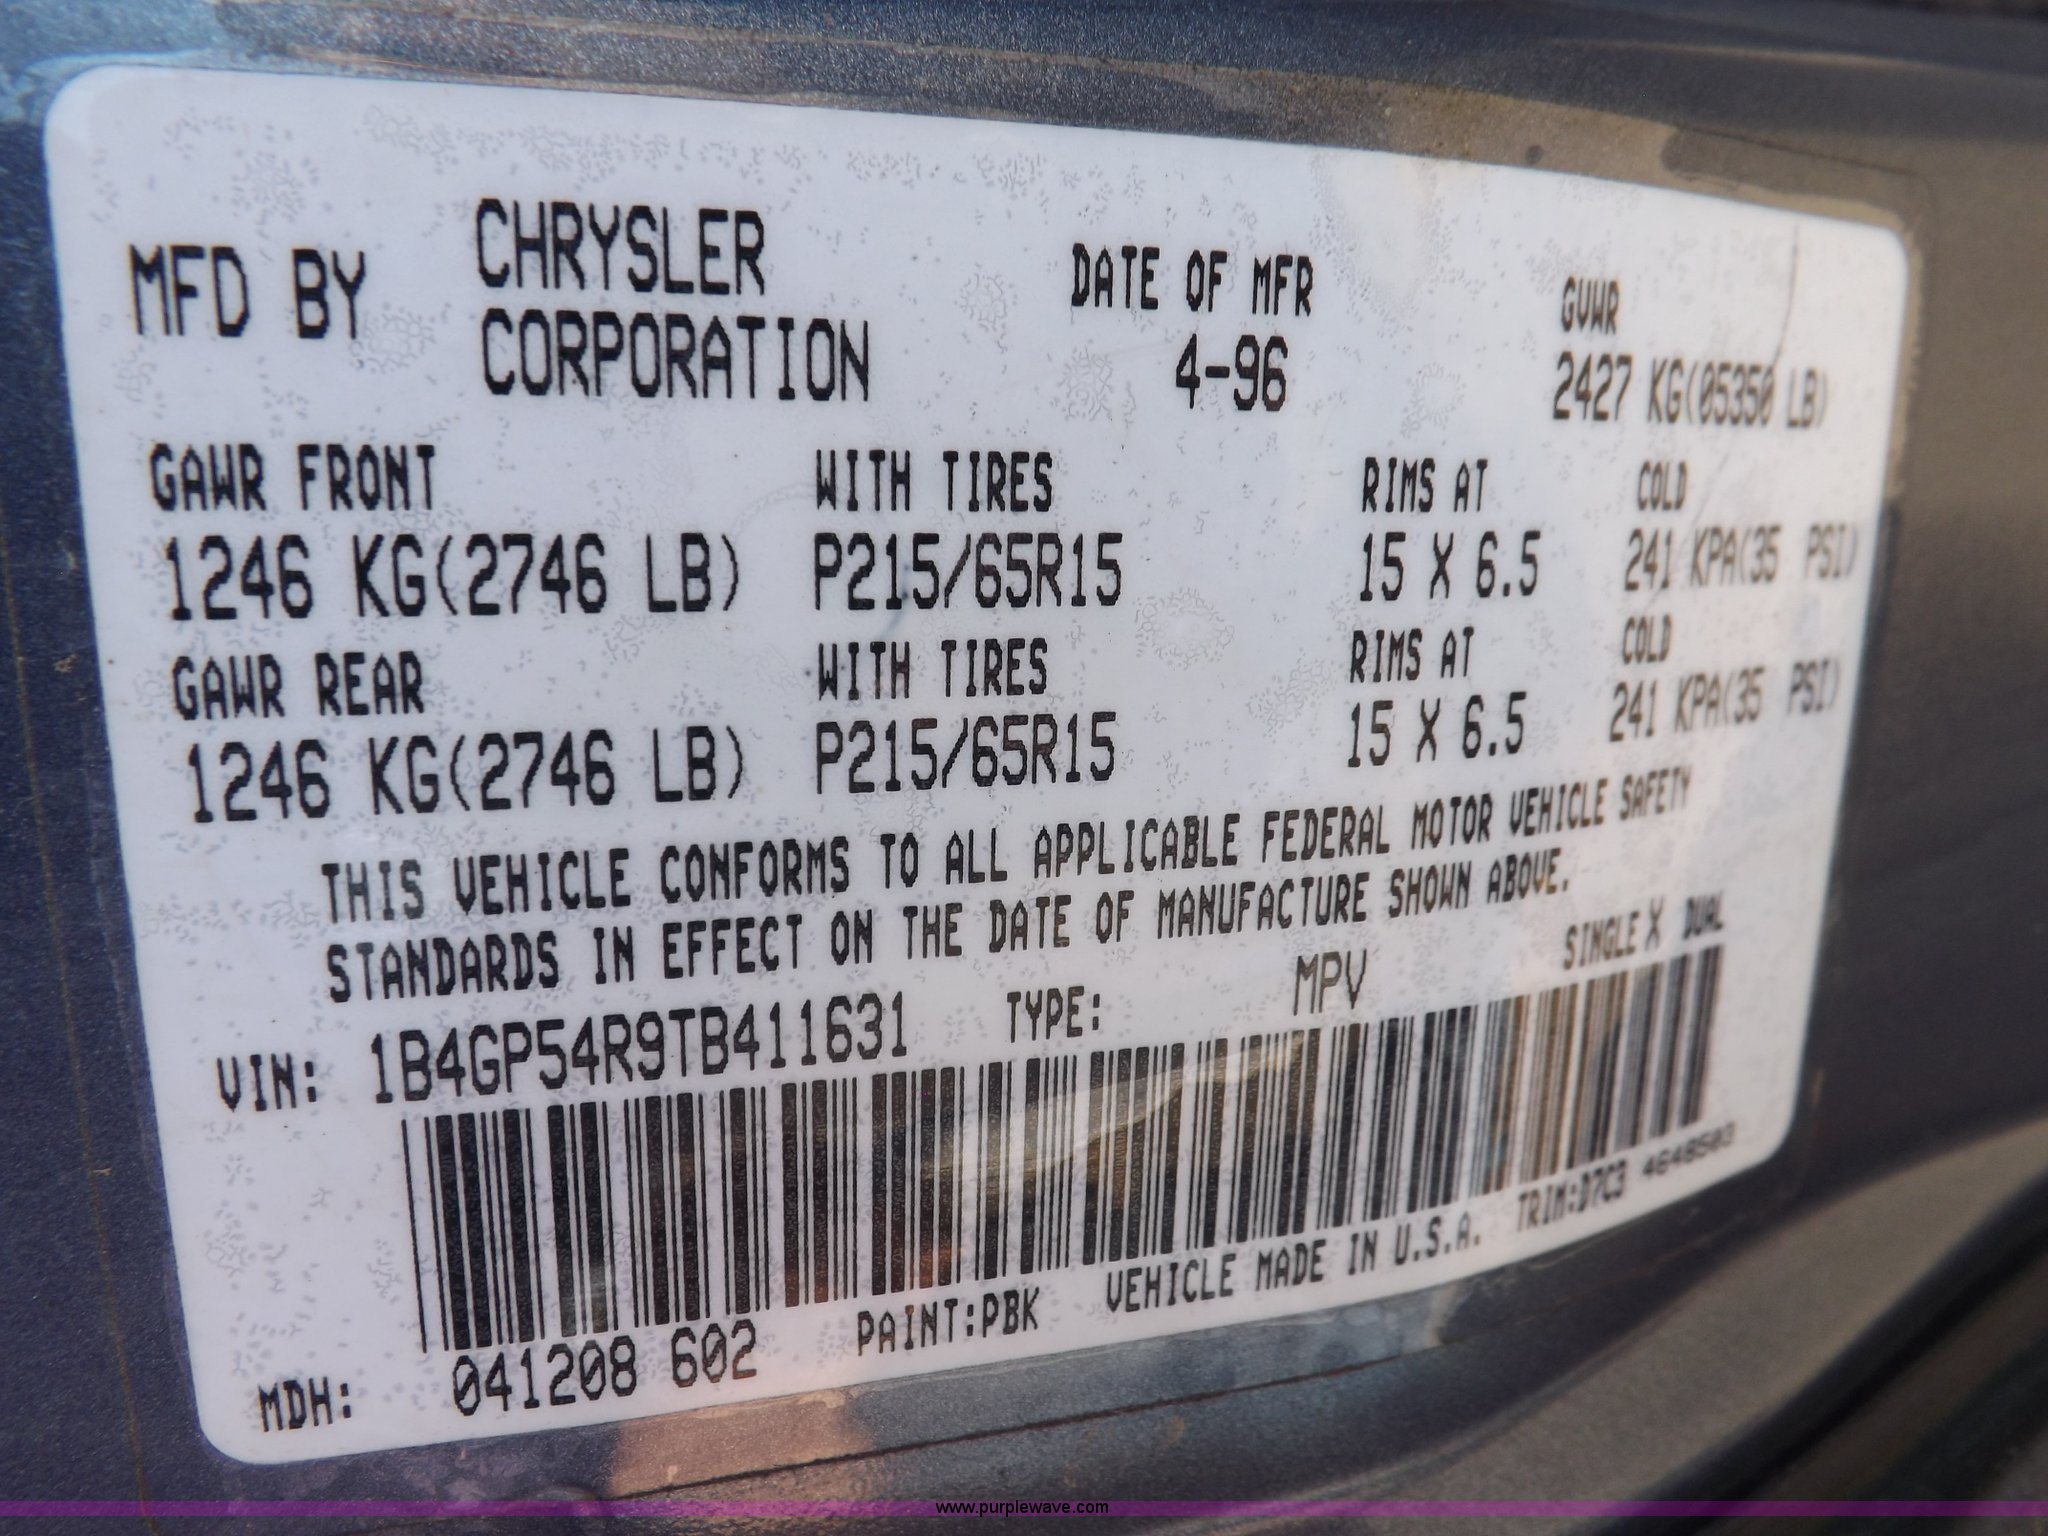 MFD BY CHRYSLER CORPORATION
DATE OF MFR 4-96
GVWR 2427 KG(05350 LB)
GAWR FRONT WITH TIRES RIMS AT COLD
1246 KG(2746 LB) P215/65R15 15 X 6.5 241 KPA(35 PSI)
GAWR REAR WITH TIRES RIMS AT COLD
1246 KG(2746 LB) P215/65R15 15 X 6.5 241 KPA(35 PSI)
THIS VEHICLE CONFORMS TO ALL APPLICABLE FEDERAL MOTOR VEHICLE SAFETY
STANDARDS IN EFFECT ON THE DATE OF MANUFACTURE SHOWN ABOVE.
VIN: 1B4GP54R9TB411631 TYPE: MPV SINGLE X DUAL
MDH: 041208 602 PAINT:PBK VEHICLE MADE IN U.S.A. TRIM:D7C3 4648503
www.purplewave.com